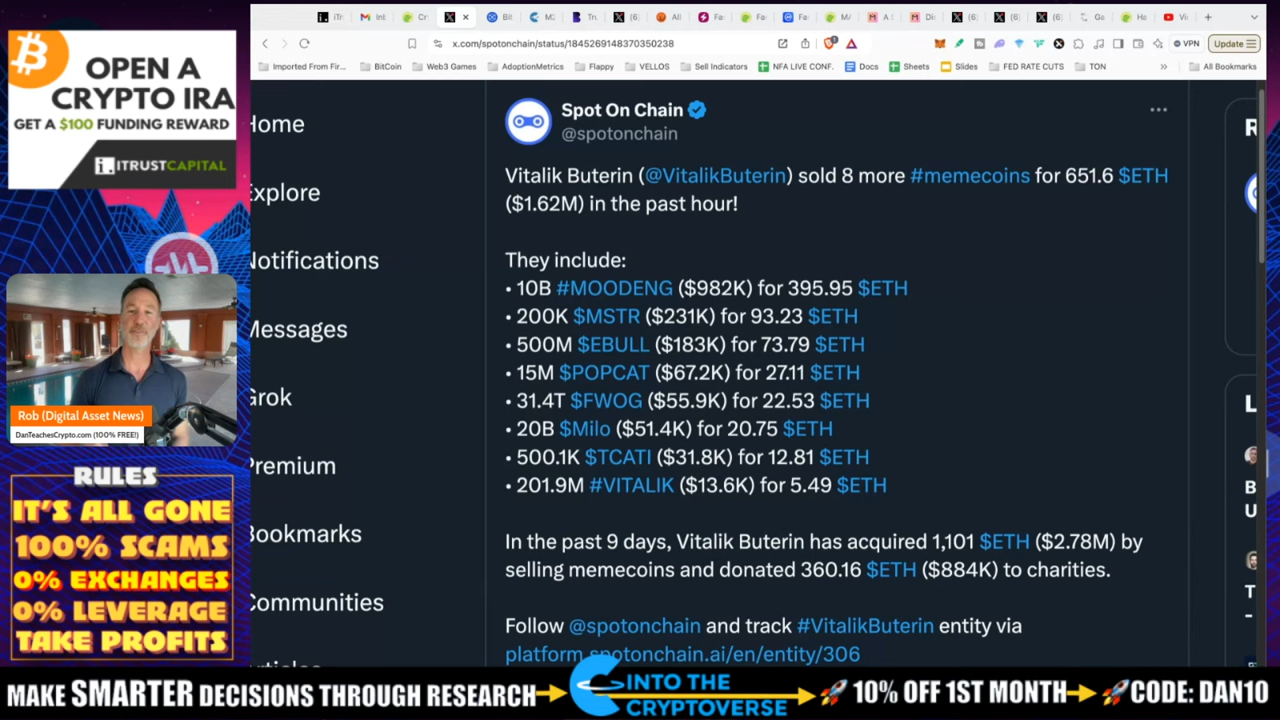 OPEN A
CRYPTO IRA
GET A $100 FUNDING REWARD
i. ITRUSTCAPITAL
Rob (Digital Asset News)
DanTeachesCrypto.com (100% FREE!)
RULES
IT'S ALL GONE
100% SCAMS
0% EXCHANGES
0% LEVERAGE
TAKE PROFITS
x.com/spotonchain/status/1845269148370350238
VPN
Update
Imported From Fir... BitCoin Web3 Games AdoptionMetrics Flappy VELLOS Sell Indicators NFA LIVE CONF. Docs Sheets Slides FED RATE CUTS TON » All Bookmarks
Home
Explore
Notifications
Messages
Grok
Premium
Bookmarks
Communities
Articles
Spot On Chain
@spotonchain
Vitalik Buterin (@VitalikButerin) sold 8 more #memecoins for 651.6 $ETH
($1.62M) in the past hour!
They include:
• 10B #MOODENG ($982K) for 395.95 $ETH
• 200K $MSTR ($231K) for 93.23 $ETH
• 500M $EBULL ($183K) for 73.79 $ETH
• 15M $POPCAT ($67.2K) for 27.11 $ETH
• 31.4T $FWOG ($55.9K) for 22.53 $ETH
• 20B $Milo ($51.4K) for 20.75 $ETH
• 500.1K $TCATI ($31.8K) for 12.81 $ETH
• 201.9M #VITALIK ($13.6K) for 5.49 $ETH
In the past 9 days, Vitalik Buterin has acquired 1,101 $ETH ($2.78M) by
selling memecoins and donated 360.16 $ETH ($884K) to charities.
Follow @spotonchain and track #VitalikButerin entity via
platform.spotonchain.ai/en/entity/306
MAKE SMARTER DECISIONS THROUGH RESEARCH
INTO THE
CRYPTOVERSE
10% OFF 1ST MONTH
CODE: DAN10